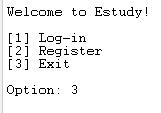 Welcome to Estudy!
[1] Log-in
[2] Register
[3] Exit
Option: 3